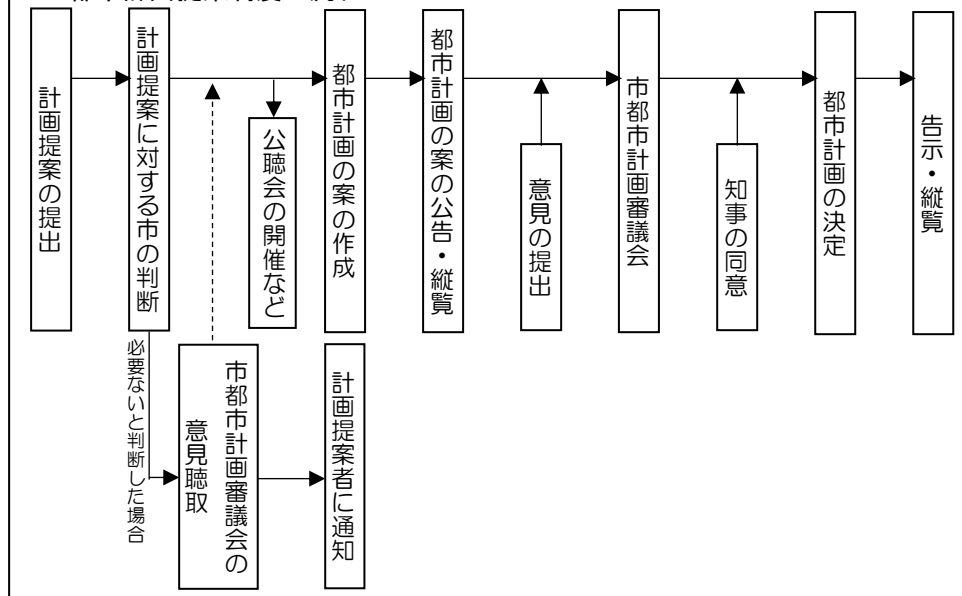 計画提案の提出
計画提案に対する市の判断
公聴会の開催など
都市計画の案の作成
都市計画の案の公告・縦覧
意見の提出
市都市計画審議会
知事の同意
都市計画の決定
告示・縦覧
必要ないと判断した場合
市都市計画審議会の
意見聴取
計画提案者に通知